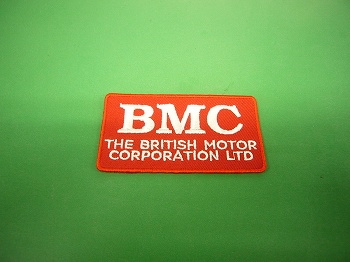 BMC
THE BRITISH MOTOR
CORPORATION LTD